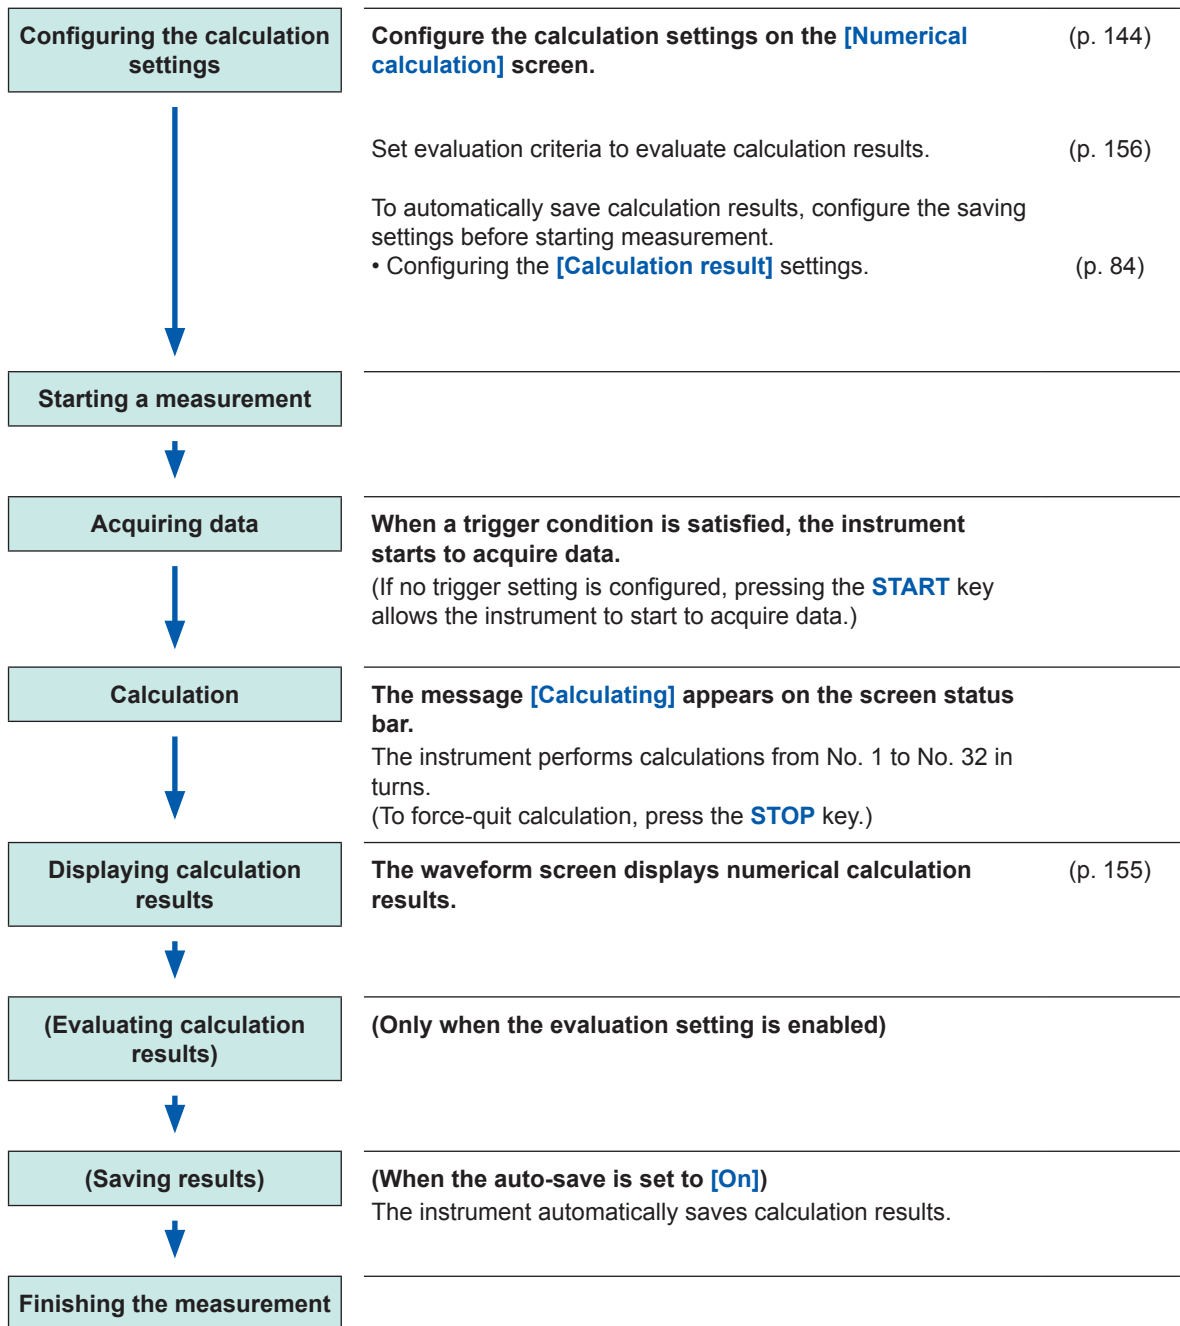 Configuring the calculation
settings
Configure the calculation settings on the [Numerical
calculation] screen.
(p. 144)
Set evaluation criteria to evaluate calculation results.
(p. 156)
To automatically save calculation results, configure the saving
settings before starting measurement.
• Configuring the [Calculation result] settings.
(p. 84)
Starting a measurement
Acquiring data
When a trigger condition is satisfied, the instrument
starts to acquire data.
(If no trigger setting is configured, pressing the START key
allows the instrument to start to acquire data.)
Calculation
The message [Calculating] appears on the screen status
bar.
The instrument performs calculations from No. 1 to No. 32 in
turns.
(To force-quit calculation, press the STOP key.)
Displaying calculation
results
The waveform screen displays numerical calculation
results.
(p. 155)
(Evaluating calculation
results)
(Only when the evaluation setting is enabled)
(Saving results)
(When the auto-save is set to [On])
The instrument automatically saves calculation results.
Finishing the measurement